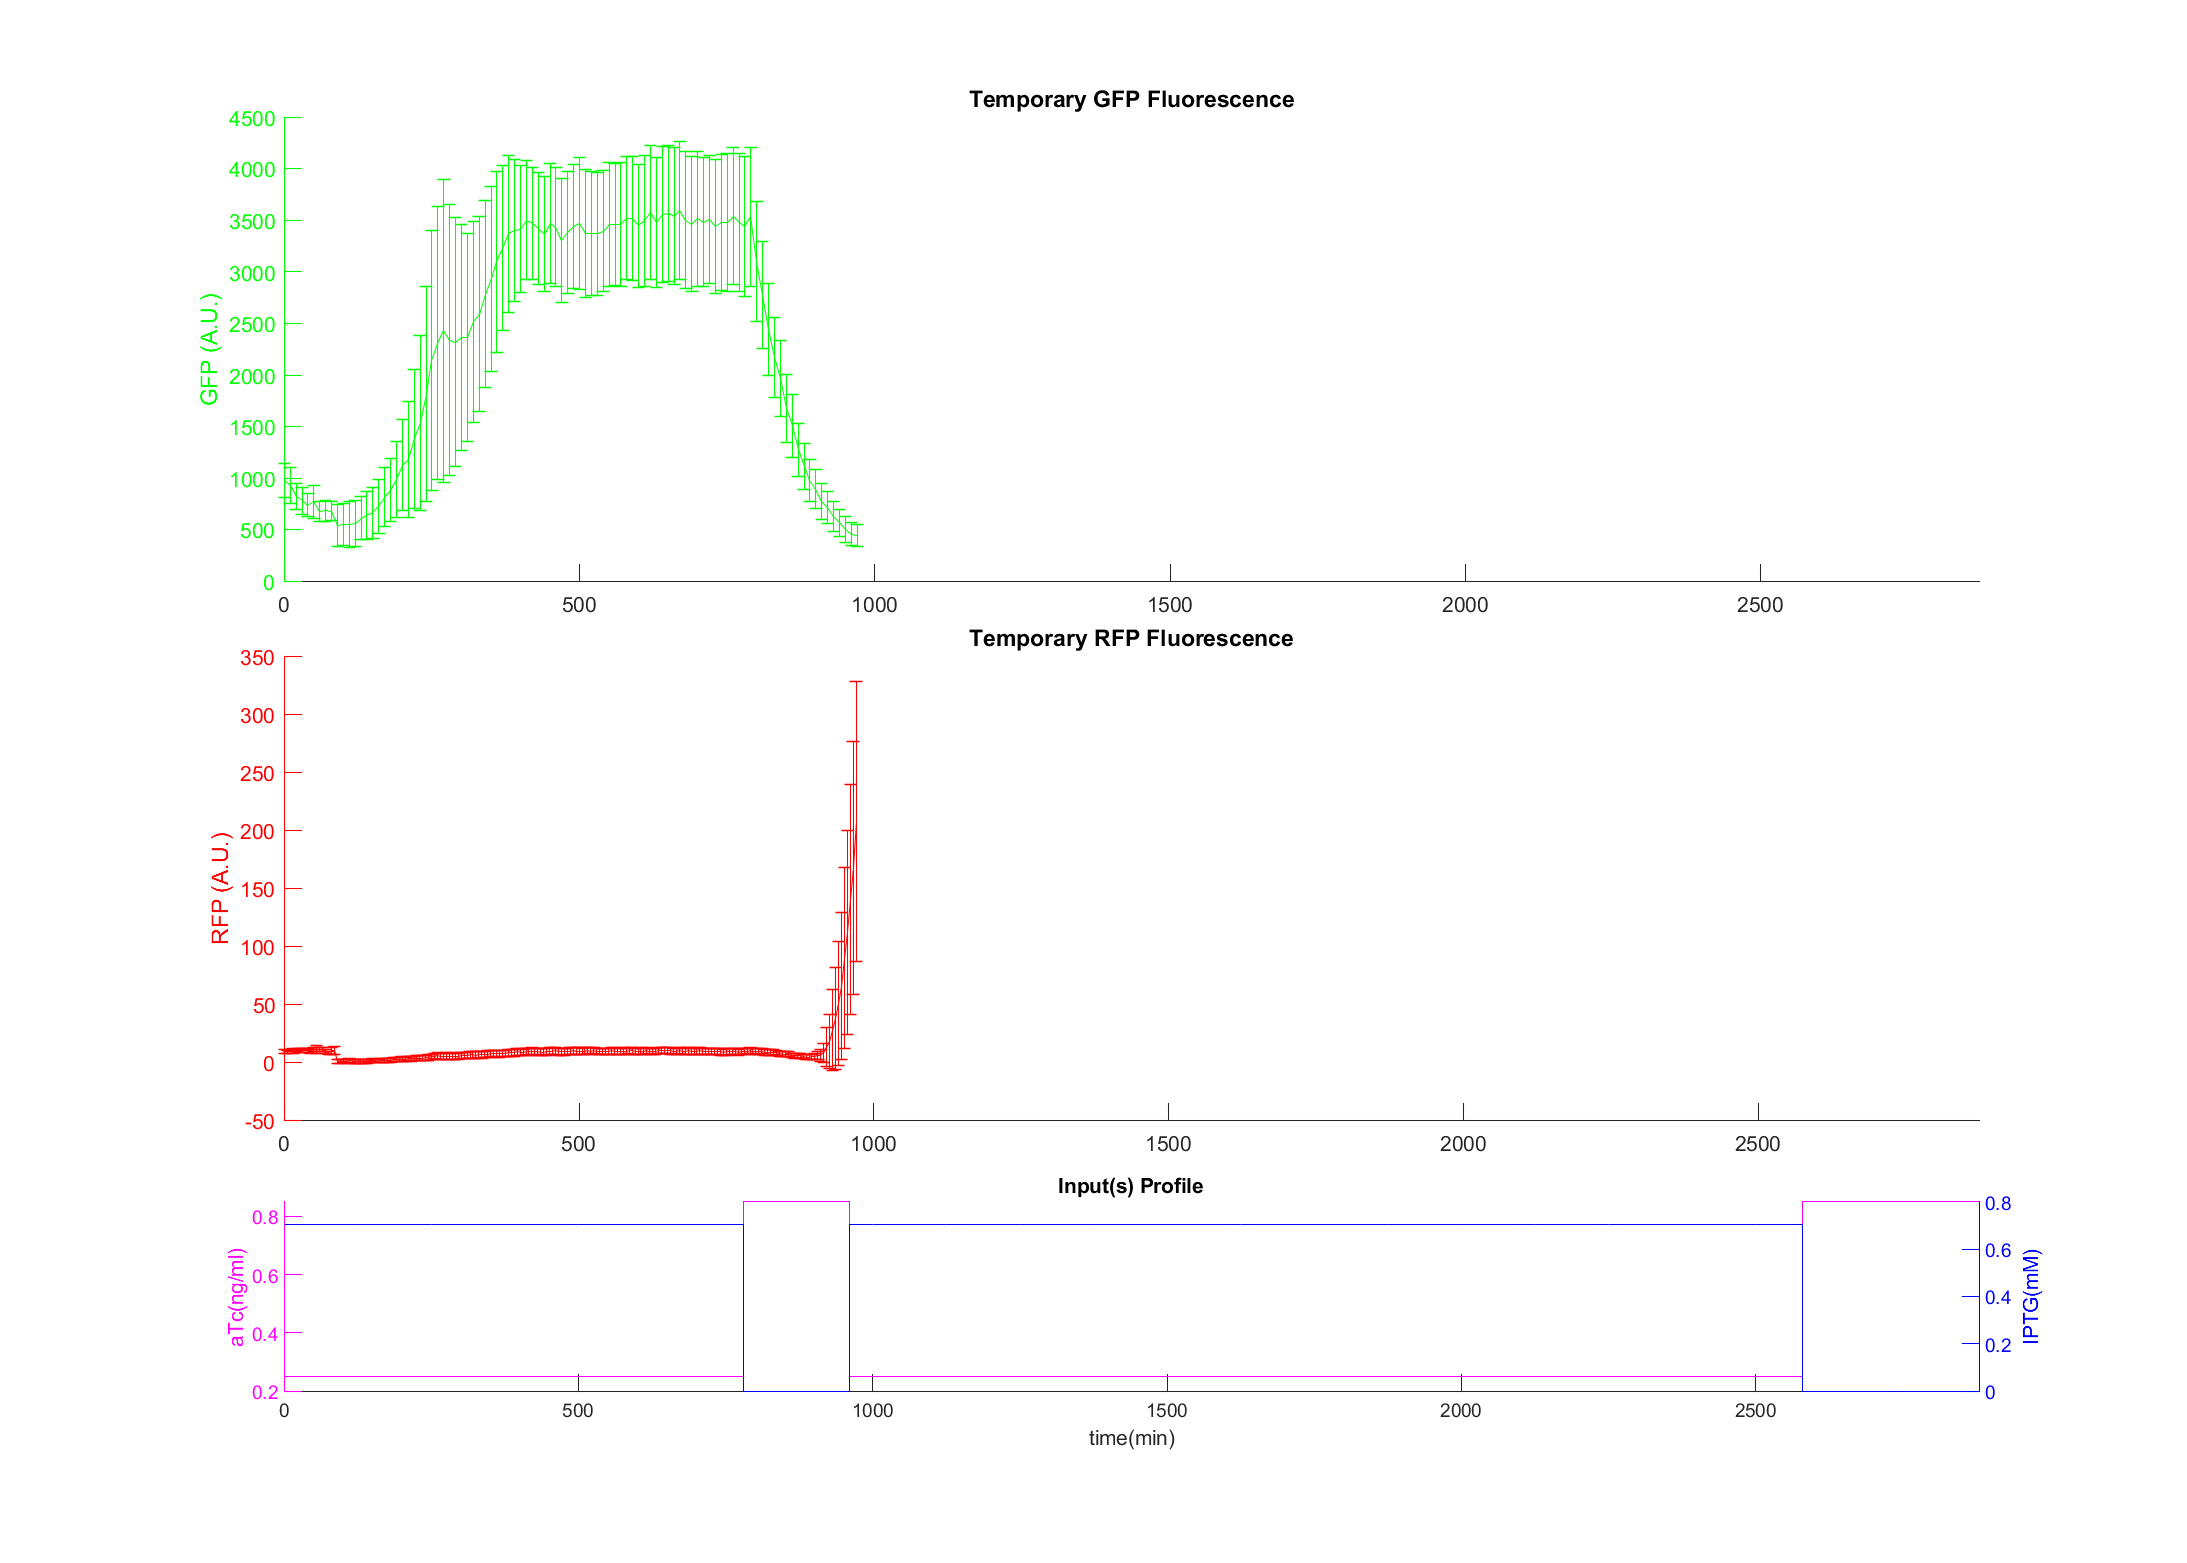 Temporary GFP Fluorescence
4500
4000
3500
3000
2500
2000
1500
1000
500
0
GFP (A.U.)
0 500 1000 1500 2000 2500
Temporary RFP Fluorescence
350
300
250
200
150
100
50
0
-50
RFP (A.U.)
0 500 1000 1500 2000 2500
Input(s) Profile
0.8
0.6
0.4
0.2
aTc(ng/ml)
0.8
0.6
0.4
0.2
0
IPTG(mM)
0 500 1000 1500 2000 2500
time(min)